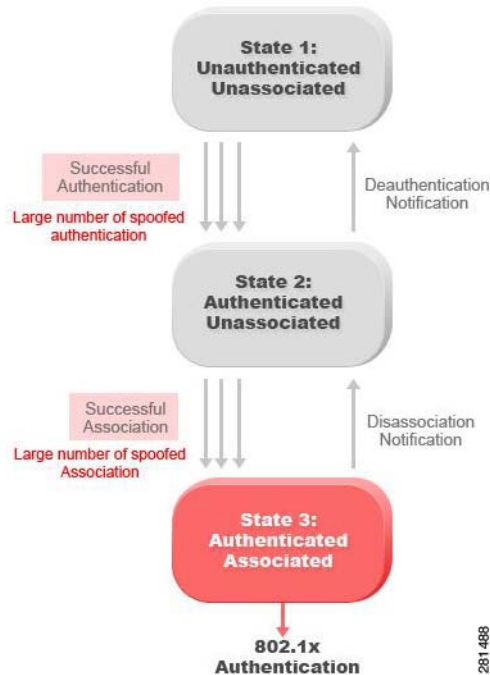 State 1:
Unauthenticated
Unassociated
Successful
Authentication
Large number of spoofed
authentication
Deauthentication
Notification
State 2:
Authenticated
Unassociated
Successful
Association
Large number of spoofed
Association
Disassociation
Notification
State 3:
Authenticated
Associated
802.1x
Authentication
281488